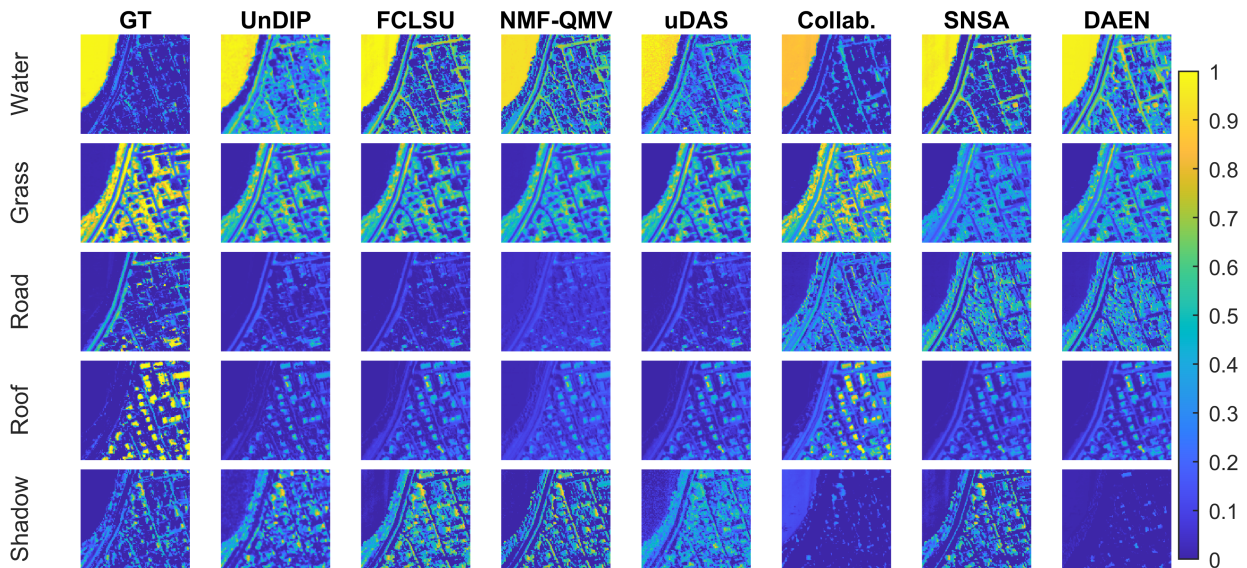 GT UnDIP FCLSU NMF-QMV uDAS Collab. SNSA DAEN
Water
Grass
Road
Roof
Shadow
1
0.9
0.8
0.7
0.6
0.5
0.4
0.3
0.2
0.1
0